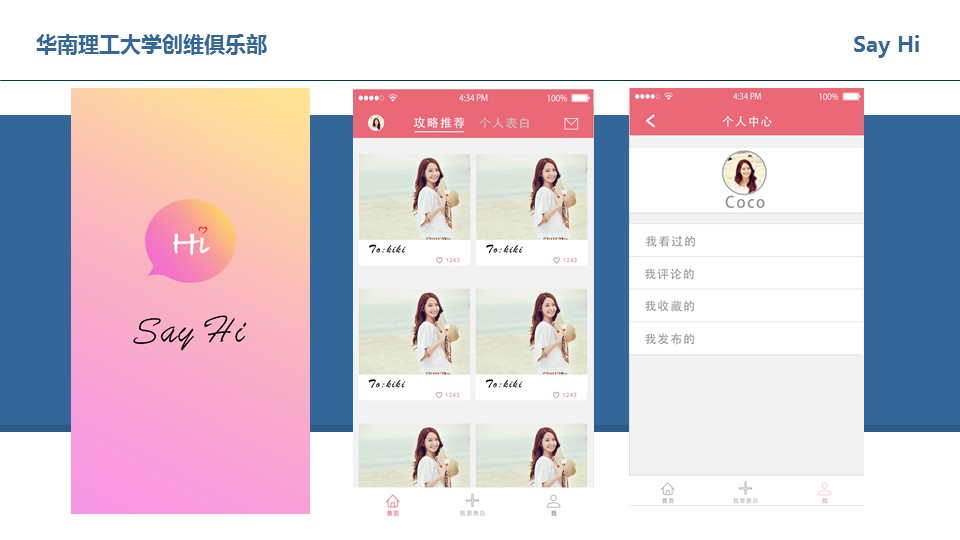 华南理工大学创维俱乐部
Say Hi
Hi
Say Hi
4:34 PM
100%
攻略推荐
个人表白
To:kiki
1243
To:kiki
1243
To:kiki
1243
To:kiki
1243
首页
我要表白
我
4:34 PM
100%
个人中心
Coco
我看过的
我评论的
我收藏的
我发布的
首页
我要表白
我